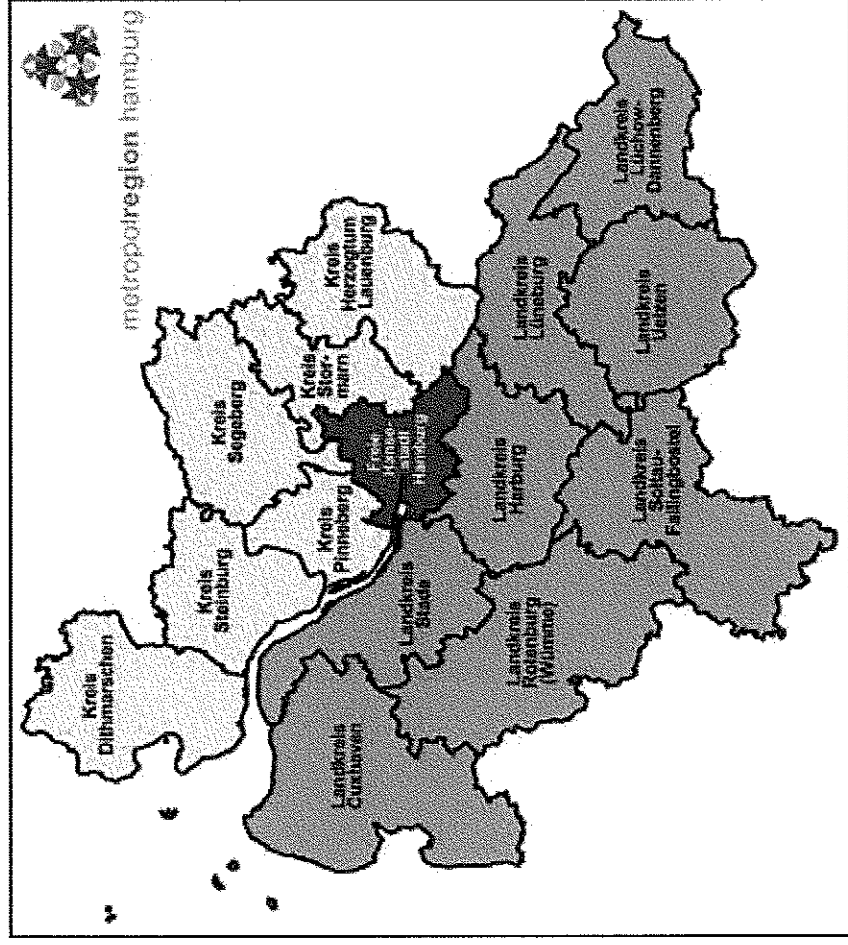 metropolregion hamburg
Kreis
Dithmarschen
Kreis
Steinburg
Kreis
Segeberg
Kreis
Pinneberg
Kreis
Stor-
marn
Kreis
Herzogtum
Lauenburg
Freie
Hanse-
stadt
Hamburg
Landkreis
Cuxhaven
Landkreis
Stade
Landkreis
Rotenburg
(Wümme)
Landkreis
Harburg
Landkreis
Lüneburg
Landkreis
Lüchow-
Dannenberg
Landkreis
Soltau-
Fallingbostel
Landkreis
Uelzen